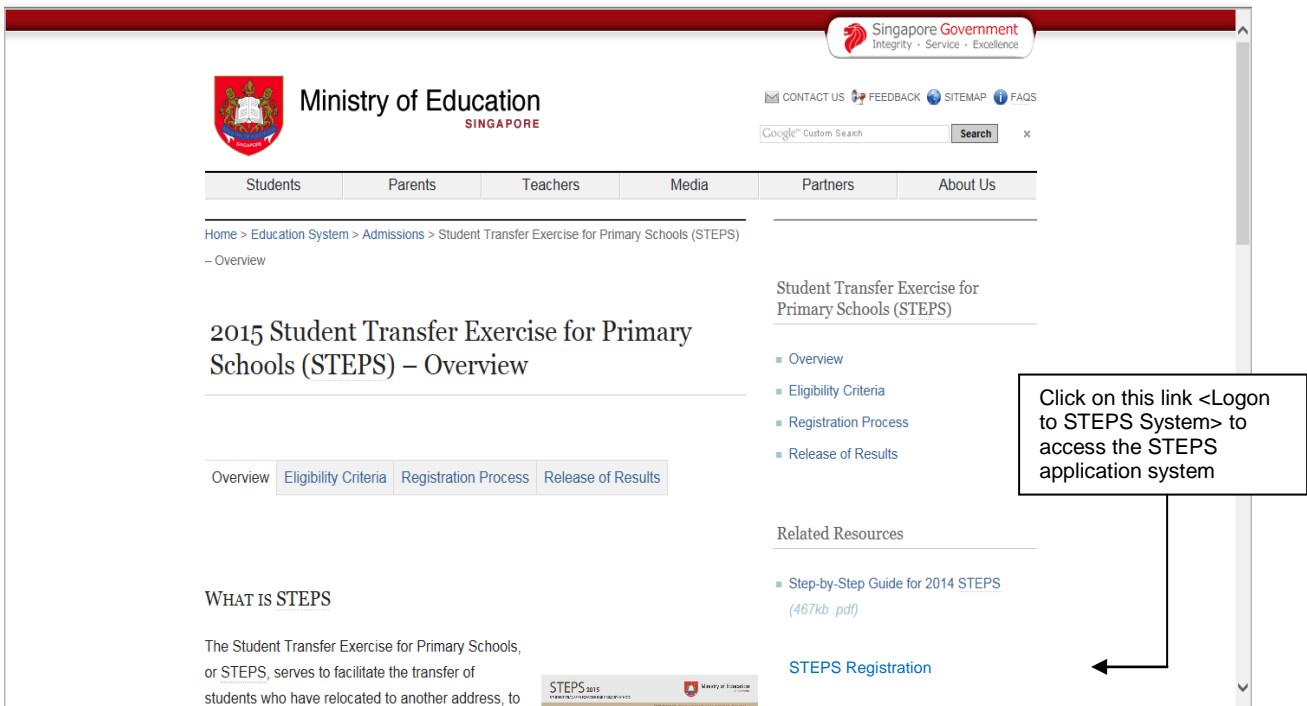 Singapore Government
Integrity · Service · Excellence
Ministry of Education
SINGAPORE
SINGAPORE
CONTACT US FEEDBACK SITEMAP FAQS
Google™ Custom Search Search x
Students Parents Teachers Media Partners About Us
Home > Education System > Admissions > Student Transfer Exercise for Primary Schools (STEPS)
– Overview
2015 Student Transfer Exercise for Primary
Schools (STEPS) – Overview
Overview Eligibility Criteria Registration Process Release of Results
WHAT IS STEPS
The Student Transfer Exercise for Primary Schools,
or STEPS, serves to facilitate the transfer of
students who have relocated to another address, to
STEPS 2015
Ministry of Education
Student Transfer Exercise for
Primary Schools (STEPS)
Overview
Eligibility Criteria
Registration Process
Release of Results
Related Resources
Step-by-Step Guide for 2014 STEPS
(467kb .pdf)
STEPS Registration
Click on this link <Logon
to STEPS System> to
access the STEPS
application system